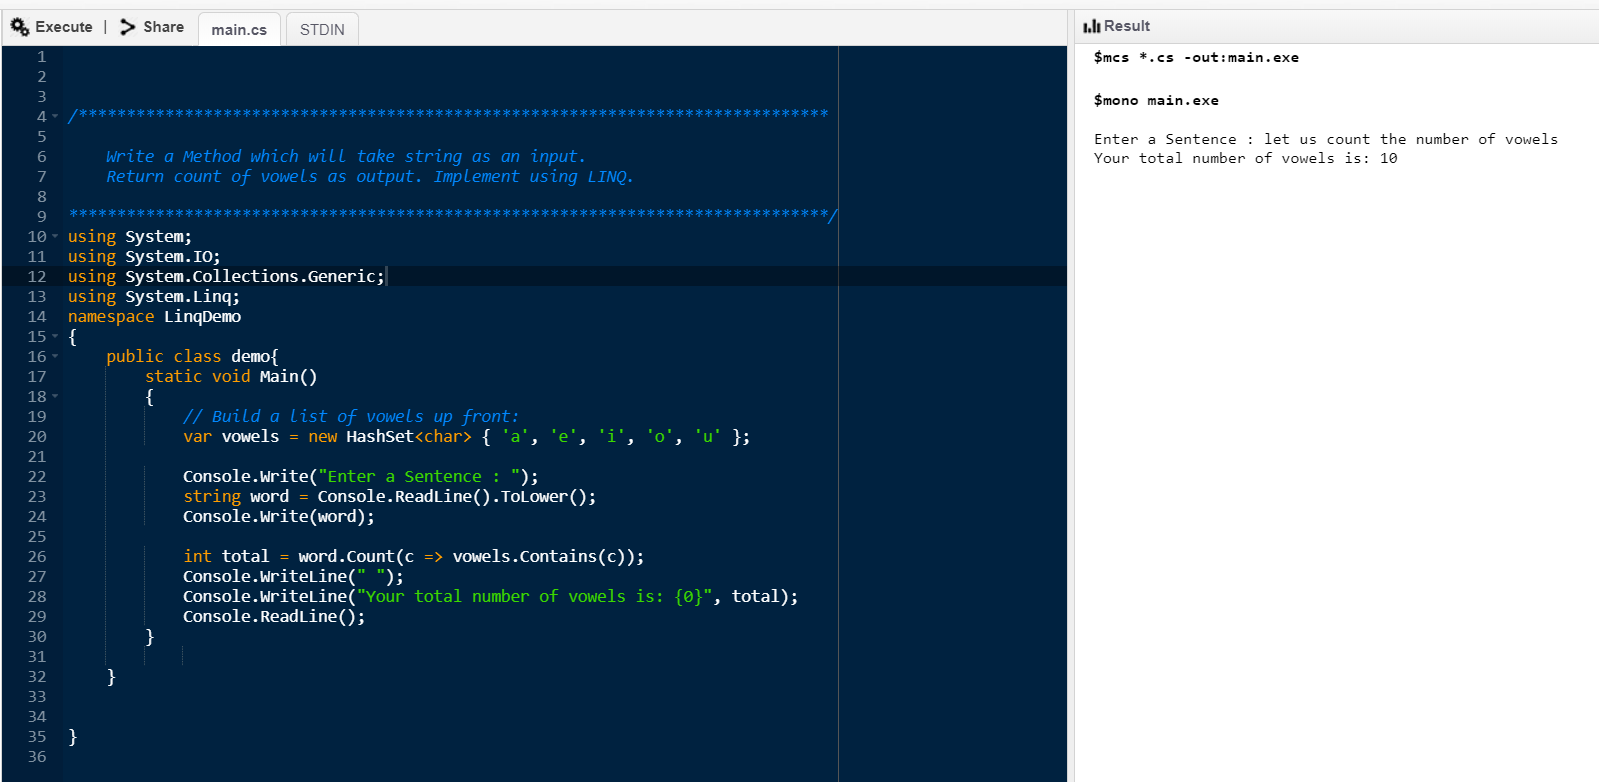 Execute | Share main.cs STDIN
1
2
3
4 /******************************************************************************
5
6 Write a Method which will take string as an input.
7 Return count of vowels as output. Implement using LINQ.
8
9 *******************************************************************************/
10 using System;
11 using System.IO;
12 using System.Collections.Generic;
13 using System.Linq;
14 namespace LinqDemo
15 {
16 public class demo{
17 static void Main()
18 {
19 // Build a list of vowels up front:
20 var vowels = new HashSet<char> { 'a', 'e', 'i', 'o', 'u' };
21
22 Console.Write("Enter a Sentence : ");
23 string word = Console.ReadLine().ToLower();
24 Console.Write(word);
25
26 int total = word.Count(c => vowels.Contains(c));
27 Console.WriteLine(" ");
28 Console.WriteLine("Your total number of vowels is: {0}", total);
29 Console.ReadLine();
30 }
31
32 }
33
34
35 }
36
Result
$mcs *.cs -out:main.exe
$mono main.exe
Enter a Sentence : let us count the number of vowels
Your total number of vowels is: 10